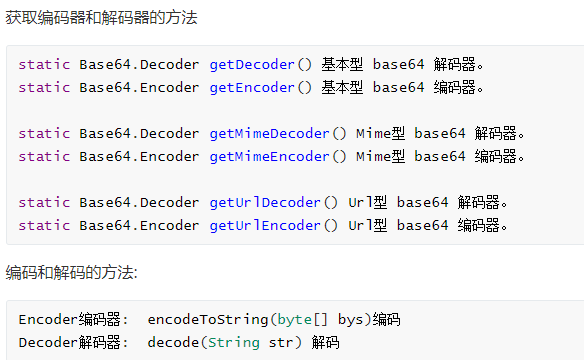 获取编码器和解码器的方法
static Base64.Decoder getDecoder() 基本型 base64 解码器。
static Base64.Encoder getEncoder() 基本型 base64 编码器。
static Base64.Decoder getMimeDecoder() Mime型 base64 解码器。
static Base64.Encoder getMimeEncoder() Mime型 base64 编码器。
static Base64.Decoder getUrlDecoder() Url型 base64 解码器。
static Base64.Encoder getUrlEncoder() Url型 base64 编码器。
编码和解码的方法:
Encoder编码器:  encodeToString(byte[] bys)编码
Decoder解码器:  decode(String str) 解码